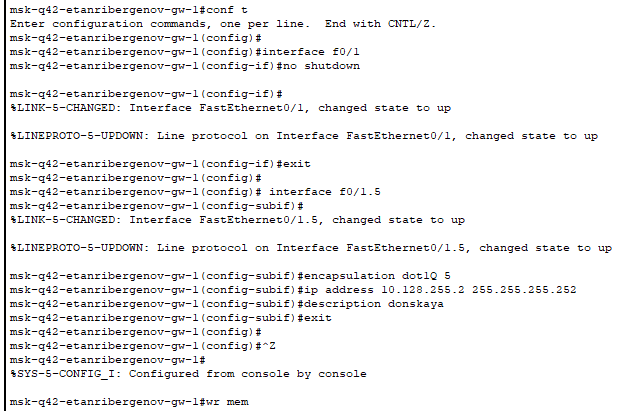 msk-q42-etanribergenov-gw-1#conf t
Enter configuration commands, one per line.  End with CNTL/Z.
msk-q42-etanribergenov-gw-1(config)#
msk-q42-etanribergenov-gw-1(config)#interface f0/1
msk-q42-etanribergenov-gw-1(config-if)#no shutdown
msk-q42-etanribergenov-gw-1(config-if)#
%LINK-5-CHANGED: Interface FastEthernet0/1, changed state to up
%LINEPROTO-5-UPDOWN: Line protocol on Interface FastEthernet0/1, changed state to up
msk-q42-etanribergenov-gw-1(config-if)#exit
msk-q42-etanribergenov-gw-1(config)#
msk-q42-etanribergenov-gw-1(config)# interface f0/1.5
msk-q42-etanribergenov-gw-1(config-subif)#
%LINK-5-CHANGED: Interface FastEthernet0/1.5, changed state to up
%LINEPROTO-5-UPDOWN: Line protocol on Interface FastEthernet0/1.5, changed state to up
msk-q42-etanribergenov-gw-1(config-subif)#encapsulation dot1Q 5
msk-q42-etanribergenov-gw-1(config-subif)#ip address 10.128.255.2 255.255.255.252
msk-q42-etanribergenov-gw-1(config-subif)#description donskaya
msk-q42-etanribergenov-gw-1(config-subif)#exit
msk-q42-etanribergenov-gw-1(config)#
msk-q42-etanribergenov-gw-1(config)#^Z
msk-q42-etanribergenov-gw-1#
%SYS-5-CONFIG_I: Configured from console by console
msk-q42-etanribergenov-gw-1#wr mem